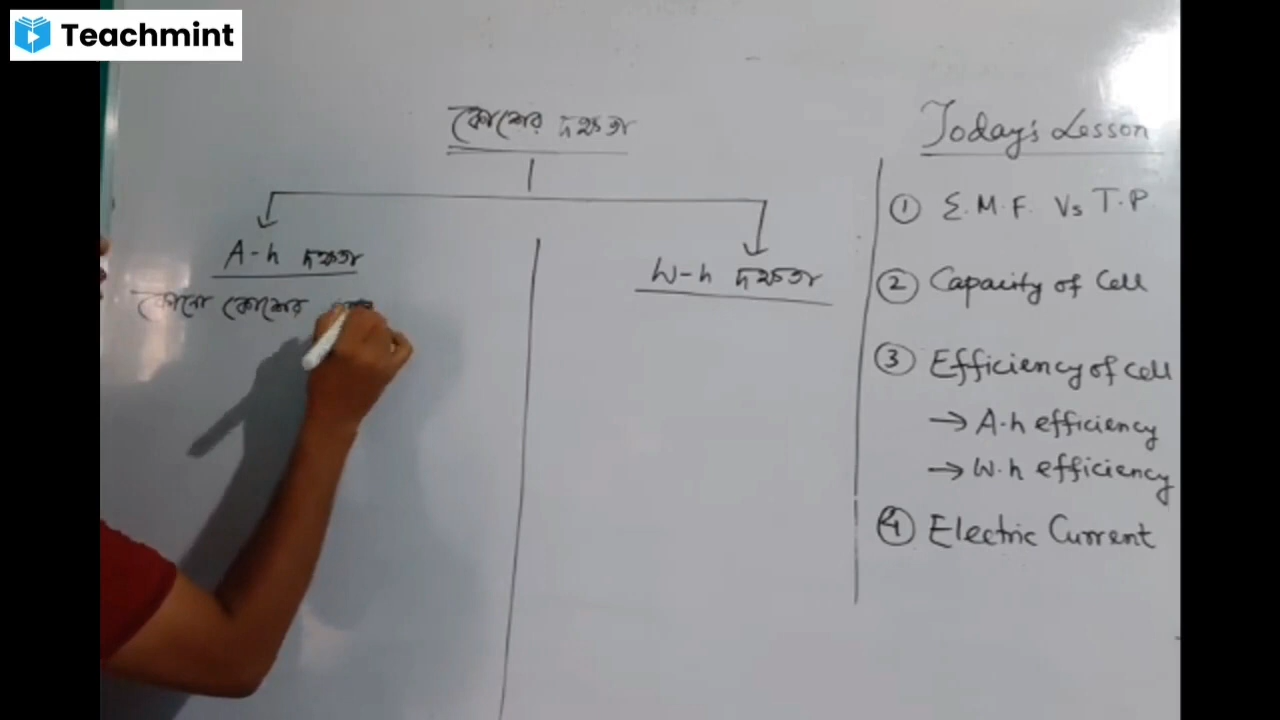 Teachmint
কোশের দক্ষতা
A-h দক্ষতা
কোনো কোশের
W-h দক্ষতা
Today's Lesson
① E.M.F. Vs T.P
② Capacity of Cell
③ Efficiency of cell
→ A.h efficiency
→ W.h efficiency
④ Electric Current